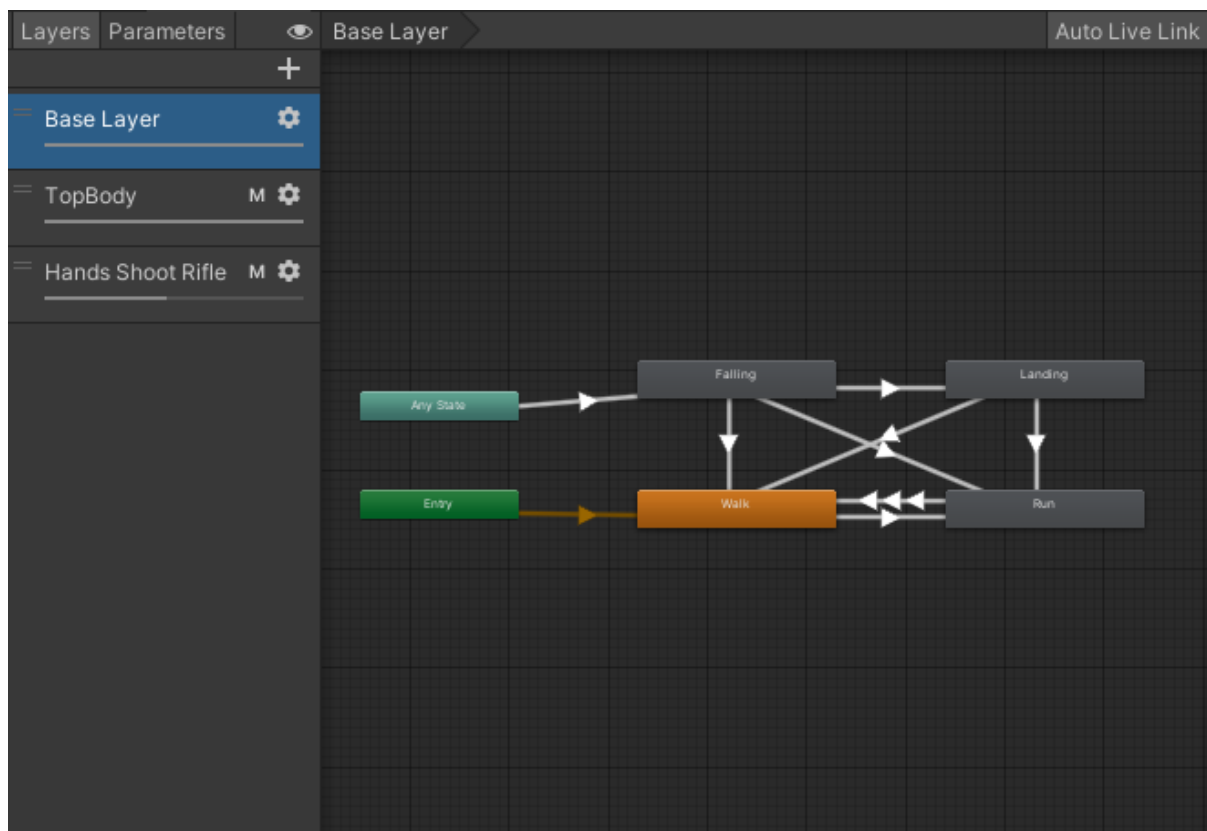 Layers Parameters Base Layer Auto Live Link
Base Layer
TopBody M
Hands Shoot Rifle M
Falling Landing
Any State
Entry Walk Run